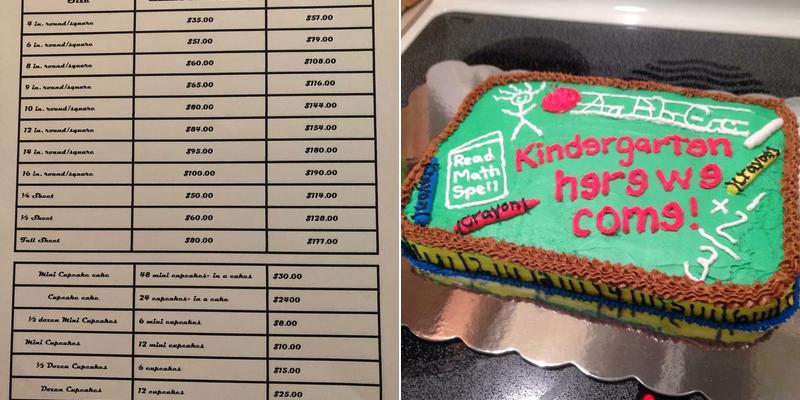 Size
4 in. round/square $35.00 $57.00
6 in. round/square $51.00 $79.00
8 in. round/square $60.00 $108.00
9 in. round/square $65.00 $116.00
10 in. round/square $80.00 $144.00
12 in. round/square $84.00 $154.00
14 in. round/square $95.00 $180.00
16 in. round/square $100.00 $190.00
¼ Sheet $50.00 $114.00
½ Sheet $60.00 $128.00
Full Sheet $80.00 $177.00
Mini Cupcake cake 48 mini cupcakes- in a cakes $30.00
Cupcake cake 24 cupcakes- in a cake $2400
½ dozen Mini Cupcakes 6 mini cupcakes $8.00
Mini Cupcakes 12 mini cupcakes $10.00
½ Dozen Cupcakes 6 cupcakes $15.00
Dozen Cupcakes 12 cupcakes $25.00
Aa Bb Cc
Kindergarten
here we
come!
Read
Math
Spell
crayon
crayon
crayon
1
x 2
3